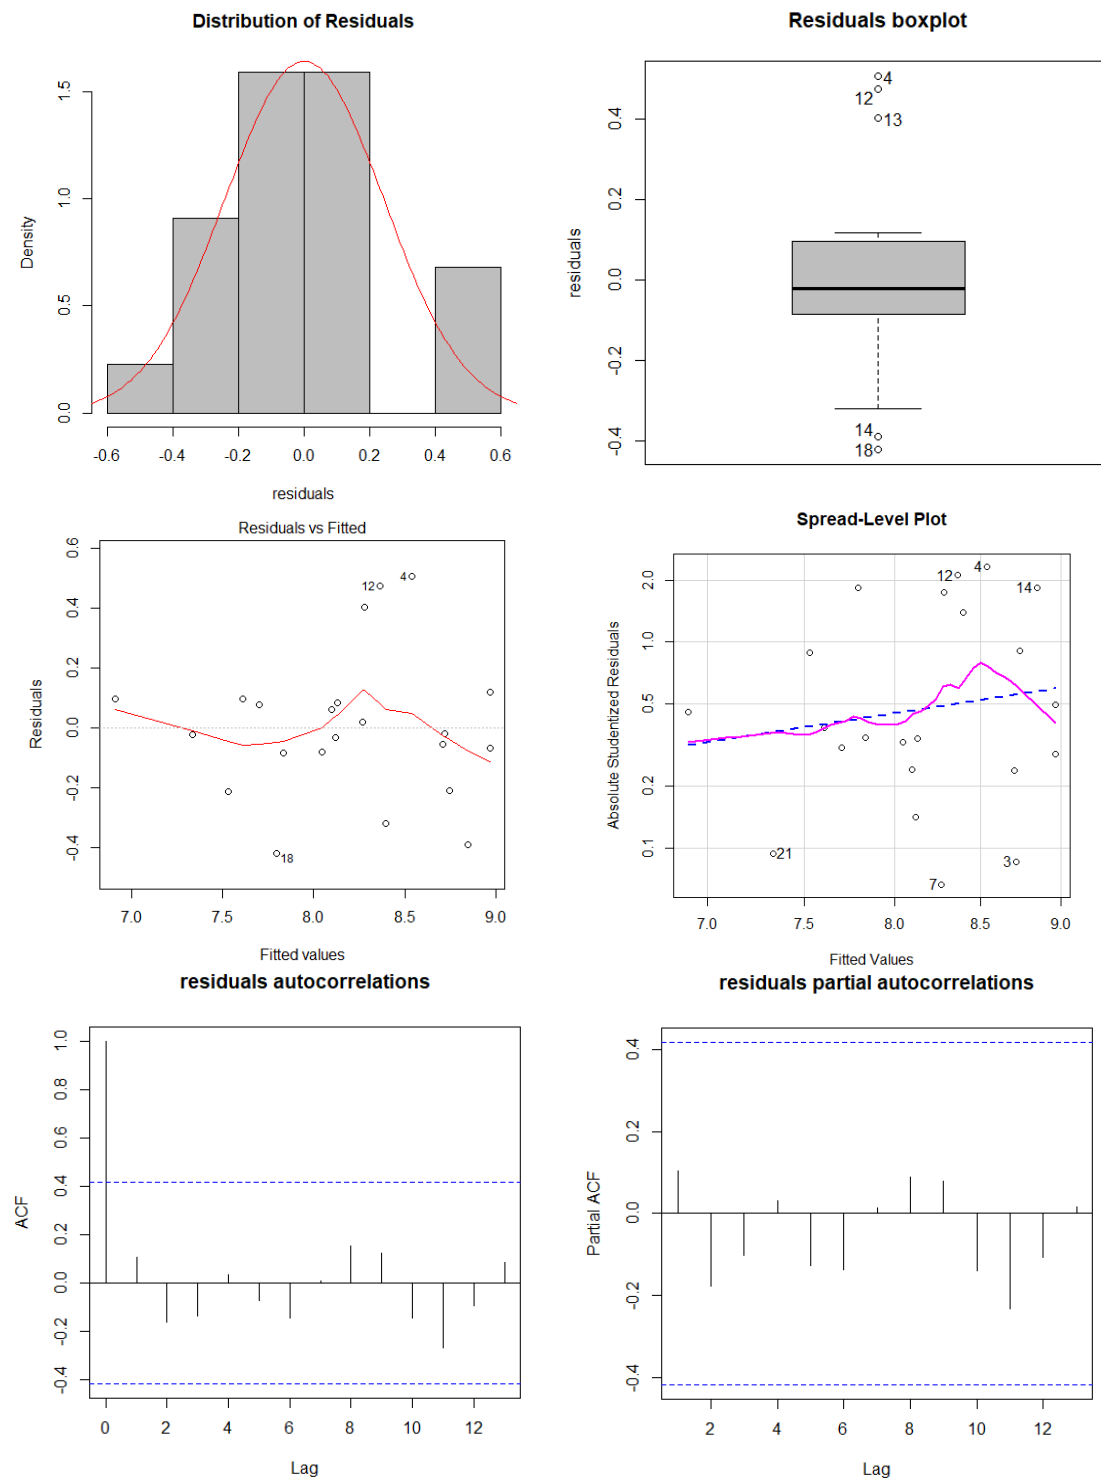 Distribution of Residuals
Density
0.0 0.5 1.0 1.5
-0.6 -0.4 -0.2 0.0 0.2 0.4 0.6
residuals
Residuals boxplot
residuals
-0.4 -0.2 0.0 0.2 0.4
4
12
13
14
18
Residuals vs Fitted
Residuals
-0.4 -0.2 0.0 0.2 0.4 0.6
12
4
18
7.0 7.5 8.0 8.5 9.0
Fitted values
Spread-Level Plot
Absolute Studentized Residuals
0.1 0.2 0.5 1.0 2.0
4
12
14
21
3
7
7.0 7.5 8.0 8.5 9.0
Fitted Values
residuals autocorrelations
ACF
-0.4 -0.2 0.0 0.2 0.4 0.6 0.8 1.0
0 2 4 6 8 10 12
Lag
residuals partial autocorrelations
Partial ACF
-0.4 -0.2 0.0 0.2 0.4
2 4 6 8 10 12
Lag